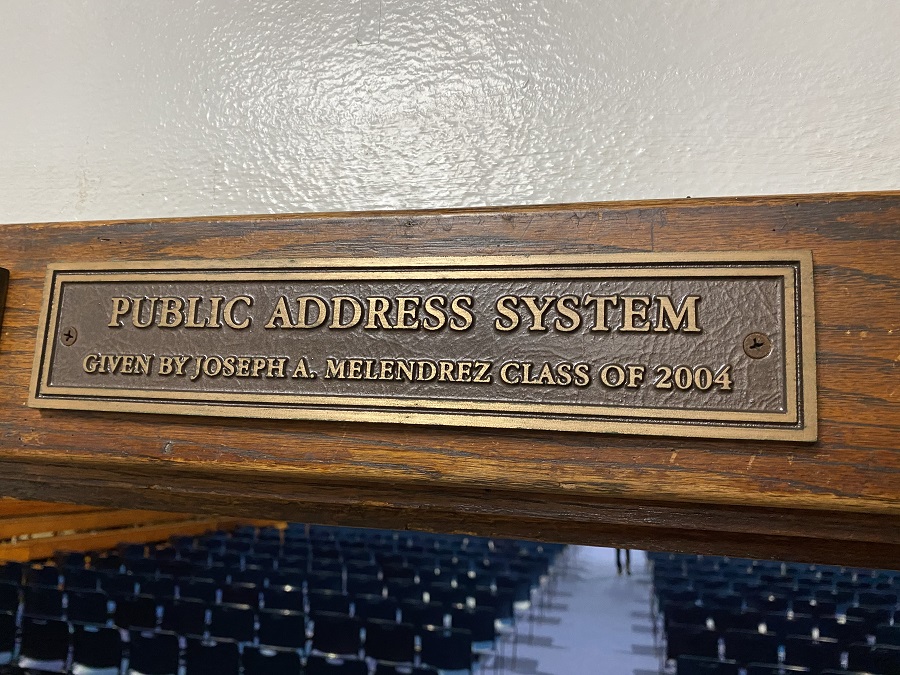 PUBLIC ADDRESS SYSTEM
GIVEN BY JOSEPH A. MELENDREZ CLASS OF 2004